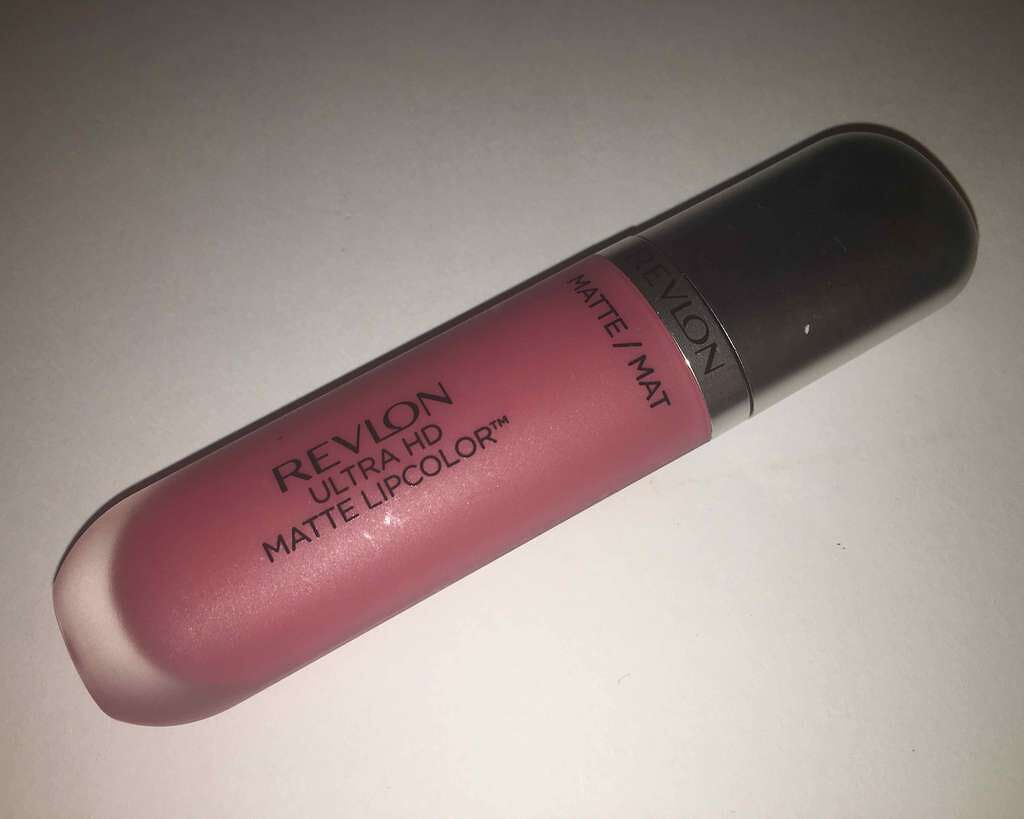 REVLON
ULTRA HD
MATTE LIPCOLOR™
MATTE / MAT
REVLON